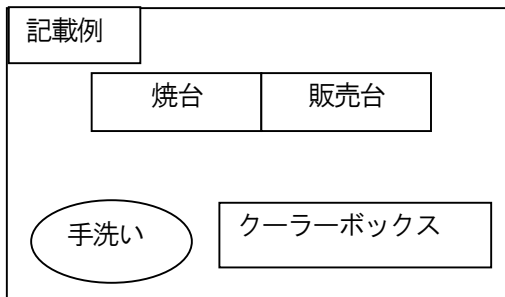 記載例
焼台 販売台
手洗い クーラーボックス